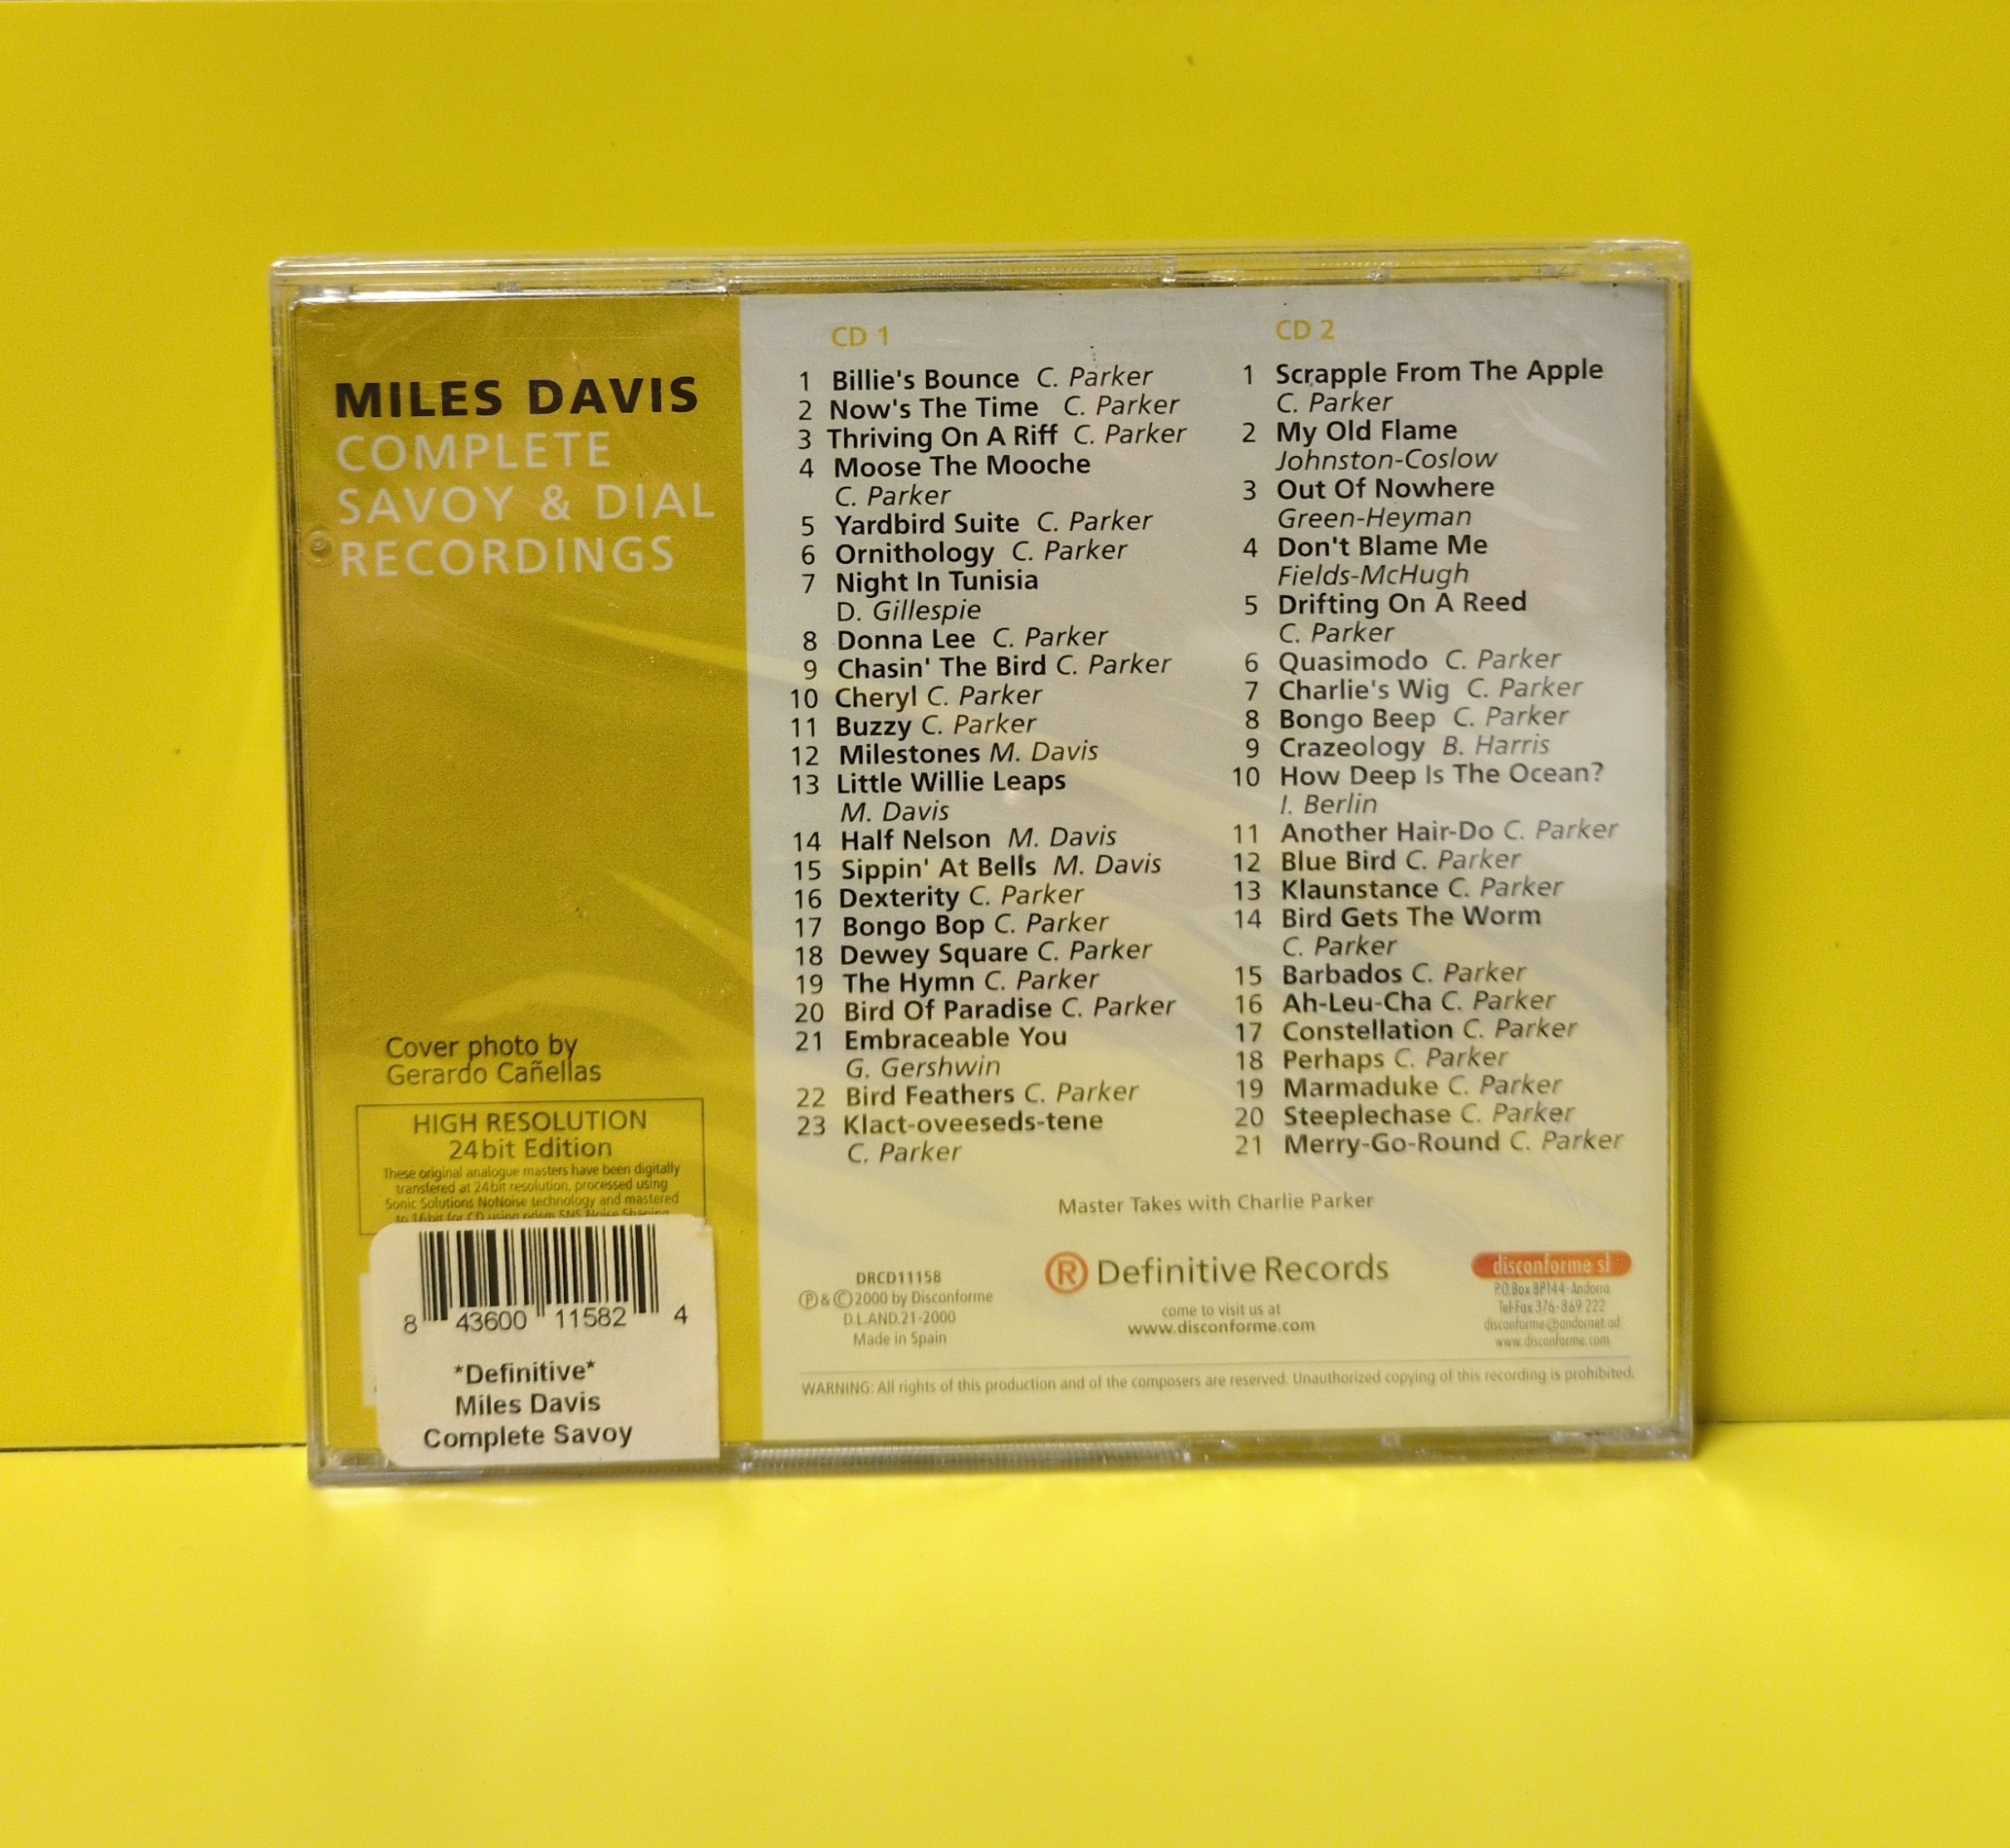 MILES DAVIS
COMPLETE
SAVOY & DIAL
RECORDINGS
Cover photo by
Gerardo Cañellas
HIGH RESOLUTION
24bit Edition
These original analogue masters have been digitally
transfered at 24bit resolution, processed using
Sonic Solutions NoNoise technology and mastered
to 16bit for CD using prism SNS Noise Shaping
8 43600 11582 4
*Definitive*
Miles Davis
Complete Savoy
CD 1
1 Billie's Bounce C. Parker
2 Now's The Time C. Parker
3 Thriving On A Riff C. Parker
4 Moose The Mooche
C. Parker
5 Yardbird Suite C. Parker
6 Ornithology C. Parker
7 Night In Tunisia
D. Gillespie
8 Donna Lee C. Parker
9 Chasin' The Bird C. Parker
10 Cheryl C. Parker
11 Buzzy C. Parker
12 Milestones M. Davis
13 Little Willie Leaps
M. Davis
14 Half Nelson M. Davis
15 Sippin' At Bells M. Davis
16 Dexterity C. Parker
17 Bongo Bop C. Parker
18 Dewey Square C. Parker
19 The Hymn C. Parker
20 Bird Of Paradise C. Parker
21 Embraceable You
G. Gershwin
22 Bird Feathers C. Parker
23 Klact-oveeseds-tene
C. Parker
CD 2
1 Scrapple From The Apple
C. Parker
2 My Old Flame
Johnston-Coslow
3 Out Of Nowhere
Green-Heyman
4 Don't Blame Me
Fields-McHugh
5 Drifting On A Reed
C. Parker
6 Quasimodo C. Parker
7 Charlie's Wig C. Parker
8 Bongo Beep C. Parker
9 Crazeology B. Harris
10 How Deep Is The Ocean?
I. Berlin
11 Another Hair-Do C. Parker
12 Blue Bird C. Parker
13 Klaunstance C. Parker
14 Bird Gets The Worm
C. Parker
15 Barbados C. Parker
16 Ah-Leu-Cha C. Parker
17 Constellation C. Parker
18 Perhaps C. Parker
19 Marmaduke C. Parker
20 Steeplechase C. Parker
21 Merry-Go-Round C. Parker
Master Takes with Charlie Parker
DRCD11158
Ⓟ&Ⓒ2000 by Disconforme
D.L.AND.21-2000
Made in Spain
Ⓡ Definitive Records
come to visit us at
www.disconforme.com
disconforme sl
P.O.Box BP144-Andorra
Tel-Fax 376-869 222
disconforme@andornet.ad
www.disconforme.com
WARNING: All rights of this production and of the composers are reserved. Unauthorized copying of this recording is prohibited.